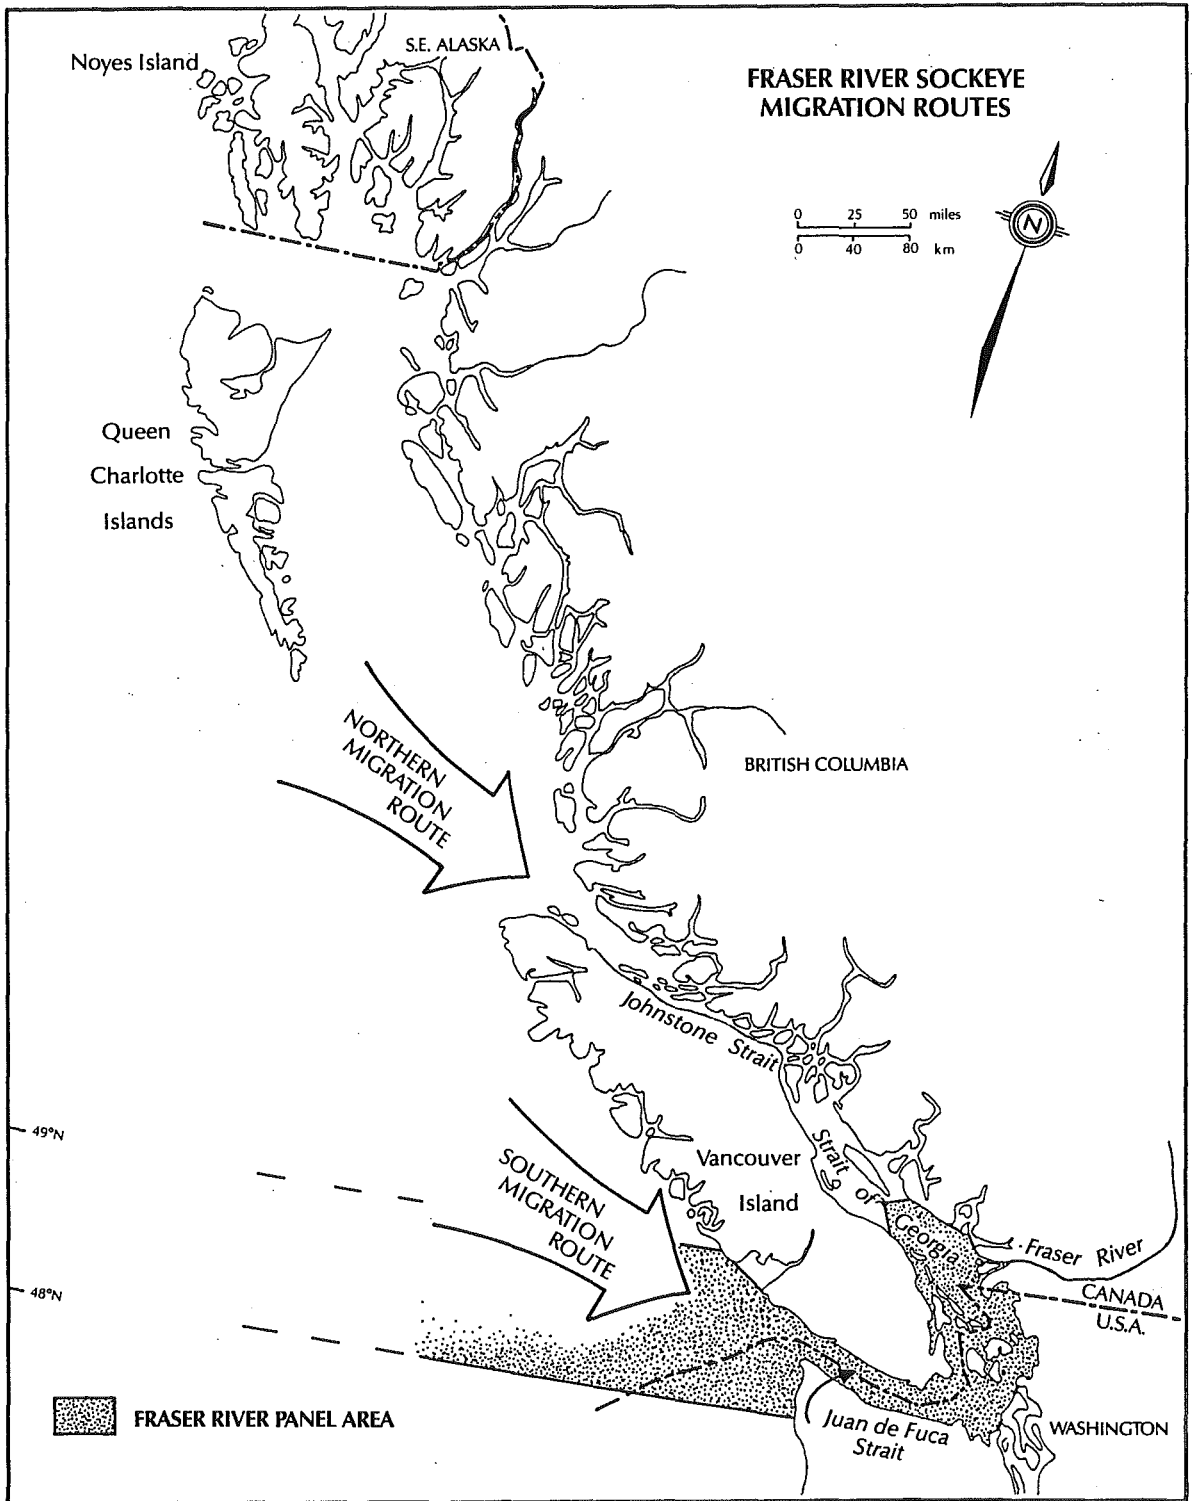 Noyes Island
S.E. ALASKA
FRASER RIVER SOCKEYE
MIGRATION ROUTES
0 25 50 miles
0 40 80 km
N
Queen
Charlotte
Islands
NORTHERN
MIGRATION
ROUTE
BRITISH COLUMBIA
Johnstone Strait
49°N
Vancouver
Island
Strait of
Georgia
SOUTHERN
MIGRATION
ROUTE
Fraser River
48°N
CANADA
U.S.A.
FRASER RIVER PANEL AREA
Juan de Fuca
Strait
WASHINGTON